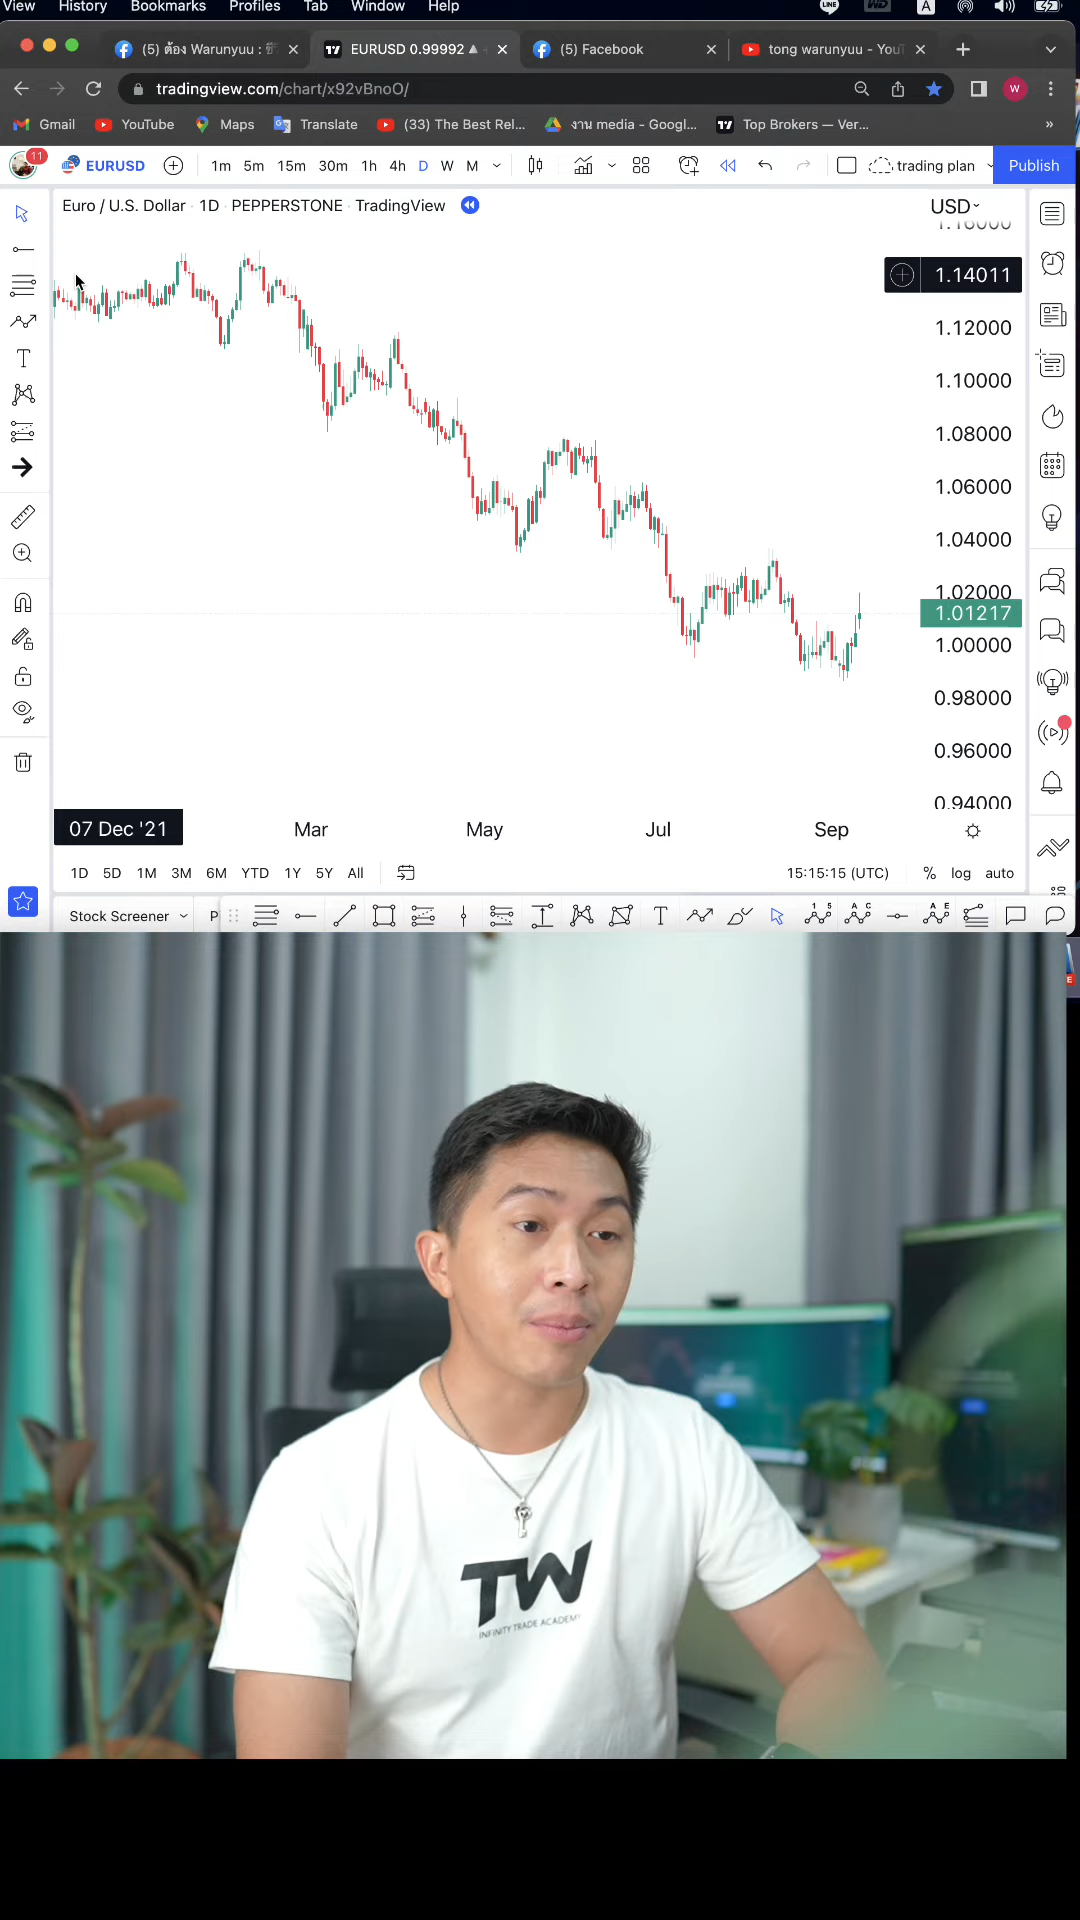 View History Bookmarks Profiles Tab Window Help LINE A
(5) ต้อง Warunyuu : EURUSD 0.99992 ▲ (5) Facebook tong warunyuu - YouT
tradingview.com/chart/x92vBnoO/ W
Gmail YouTube Maps Translate (33) The Best Rel... งาน media - Googl... Top Brokers — Ver... »
11 EURUSD 1m 5m 15m 30m 1h 4h D W M trading plan Publish
Euro / U.S. Dollar · 1D · PEPPERSTONE · TradingView USD
1.16000
1.14011
1.12000
1.10000
1.08000
1.06000
1.04000
1.02000
1.01217
1.00000
0.98000
0.96000
0.94000
07 Dec '21 Mar May Jul Sep
1D 5D 1M 3M 6M YTD 1Y 5Y All 15:15:15 (UTC) % log auto
Stock Screener P
TW
INFINITY TRADE ACADEMY